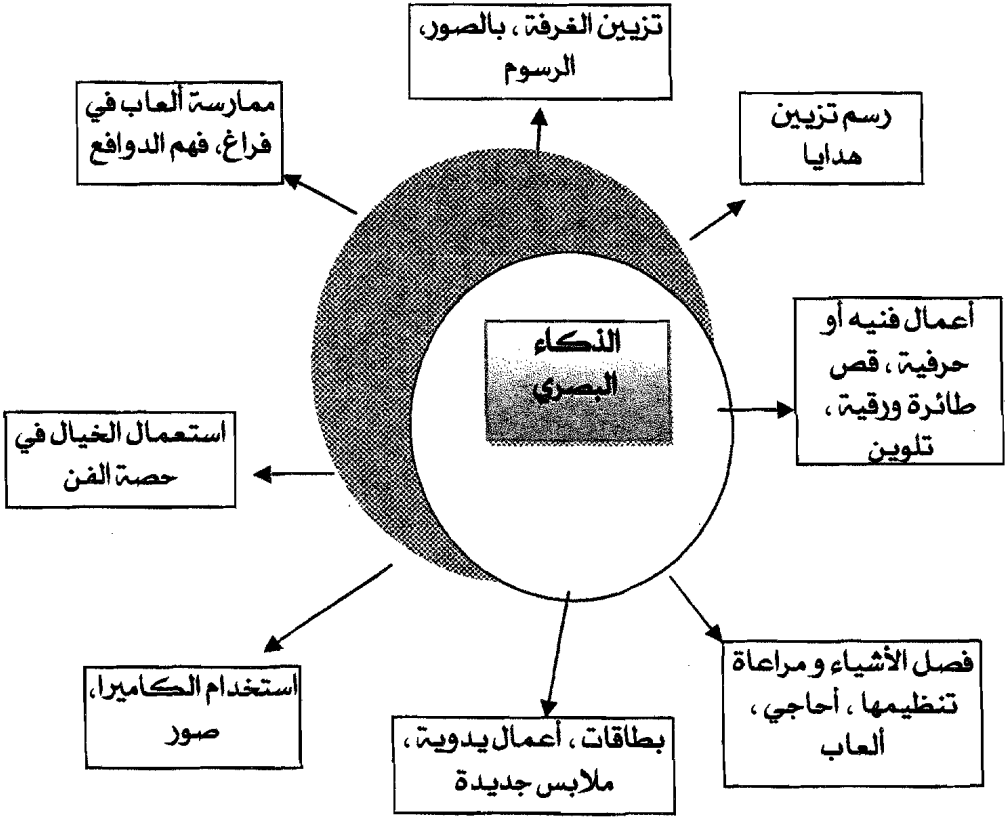 تزيين الغرفة ، بالصور،
الرسوم
رسم تزيين
هدايا
ممارسة ألعاب في
فراغ، فهم الدوافع
أعمال فنيه أو
حرفية ، قص
طائرة ورقية ،
تلوين
الذكاء
البصري
استعمال الخيال في
حصة الفن
فصل الأشياء و مراعاة
تنظيمها ، أحاجي ،
ألعاب
استخدام الكاميرا،
صور
بطاقات ، أعمال يدوية ،
ملابس جديدة